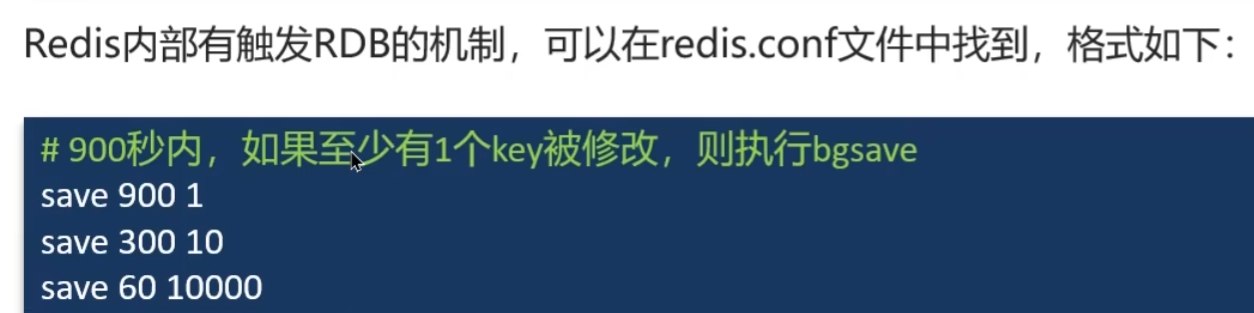 Redis内部有触发RDB的机制，可以在redis.conf文件中找到，格式如下：
# 900秒内，如果至少有1个key被修改，则执行bgsave
save 900 1
save 300 10
save 60 10000